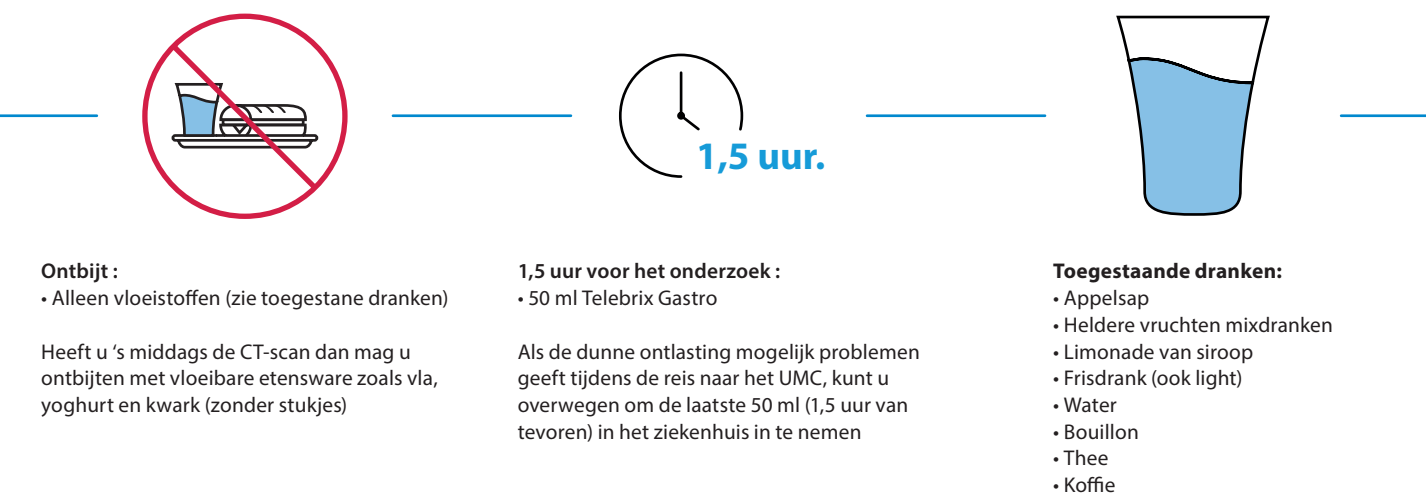 1,5 uur.
Ontbijt :
• Alleen vloeistoffen (zie toegestane dranken)
Heeft u ‘s middags de CT-scan dan mag u
ontbijten met vloeibare etensware zoals vla,
yoghurt en kwark (zonder stukjes)
1,5 uur voor het onderzoek :
• 50 ml Telebrix Gastro
Als de dunne ontlasting mogelijk problemen
geeft tijdens de reis naar het UMC, kunt u
overwegen om de laatste 50 ml (1,5 uur van
tevoren) in het ziekenhuis in te nemen
Toegestaande dranken:
• Appelsap
• Heldere vruchten mixdranken
• Limonade van siroop
• Frisdrank (ook light)
• Water
• Bouillon
• Thee
• Koffie